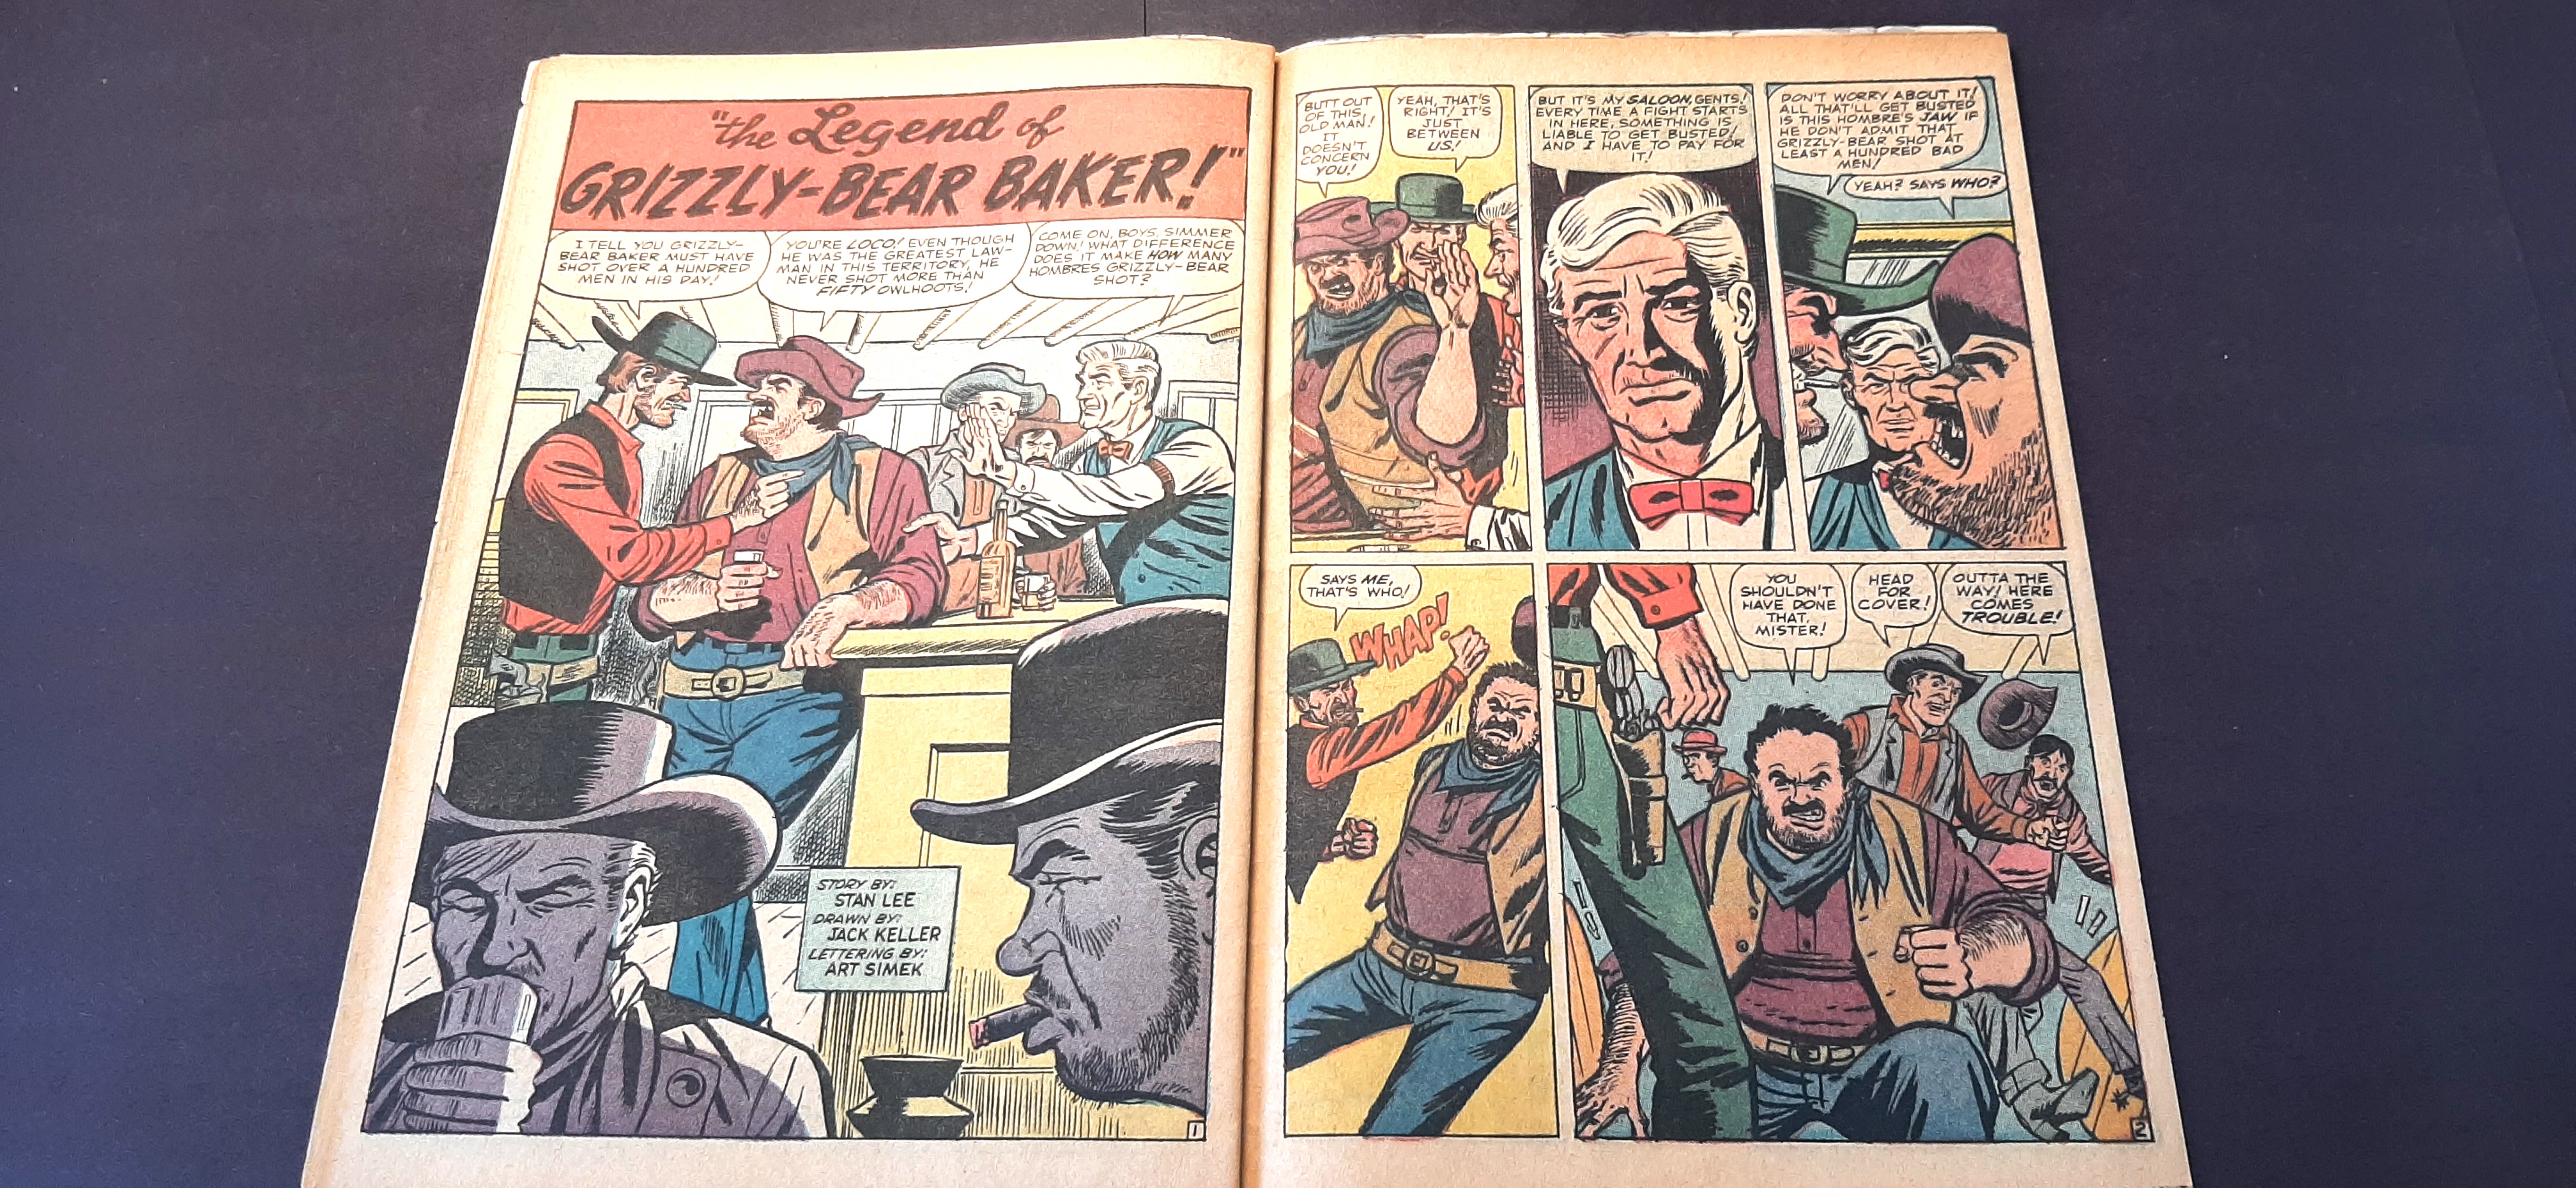 "the Legend of
GRIZZLY-BEAR BAKER!"
I TELL YOU GRIZZLY-
BEAR BAKER MUST HAVE
SHOT OVER A HUNDRED
MEN IN HIS DAY!
YOU'RE LOCO! EVEN THOUGH
HE WAS THE GREATEST LAW-
MAN IN THIS TERRITORY, HE
NEVER SHOT MORE THAN
FIFTY OWLHOOTS!
COME ON, BOYS, SIMMER
DOWN! WHAT DIFFERENCE
DOES IT MAKE HOW MANY
HOMBRES GRIZZLY-BEAR
SHOT?
STORY BY:
STAN LEE
DRAWN BY:
JACK KELLER
LETTERING BY:
ART SIMEK
1
BUTT OUT
OF THIS,
OLD MAN!
IT
DOESN'T
CONCERN
YOU!
YEAH, THAT'S
RIGHT! IT'S
JUST
BETWEEN
US!
BUT IT'S MY SALOON, GENTS!
EVERY TIME A FIGHT STARTS
IN HERE, SOMETHING IS
LIABLE TO GET BUSTED!
AND I HAVE TO PAY FOR
IT!
DON'T WORRY ABOUT IT!
ALL THAT'LL GET BUSTED
IS THIS HOMBRE'S JAW IF
HE DON'T ADMIT THAT
GRIZZLY-BEAR SHOT AT
LEAST A HUNDRED BAD
MEN!
YEAH? SAYS WHO?
SAYS ME,
THAT'S WHO!
WHAP!
YOU
SHOULDN'T
HAVE DONE
THAT,
MISTER!
HEAD
FOR
COVER!
OUTTA THE
WAY! HERE
COMES
TROUBLE!
2